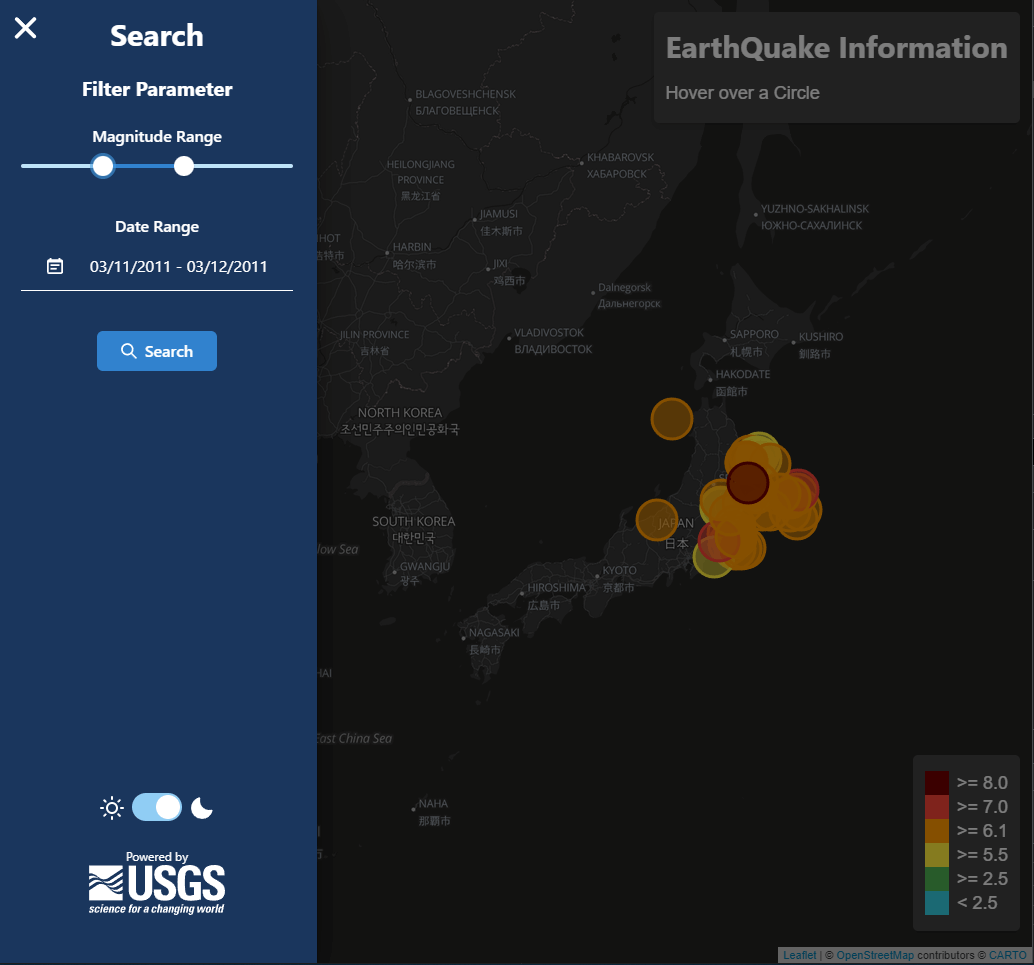 Search
Filter Parameter
Magnitude Range
Date Range
03/11/2011 - 03/12/2011
Search
Powered by
USGS
science for a changing world
EarthQuake Information
Hover over a Circle
BLAGOVESHCHENSK
БЛАГОВЕЩЕНСК
HEILONGJIANG
PROVINCE
黑龙江省
KHABAROVSK
ХАБАРОВСК
JIAMUSI
佳木斯市
YUZHNO-SAKHALINSK
ЮЖНО-САХАЛИНСК
HOT
浩特市
HARBIN
哈尔滨市
JIXI
鸡西市
Dalnegorsk
Дальнегорск
JILIN PROVINCE
吉林省
VLADIVOSTOK
ВЛАДИВОСТОК
SAPPORO
札幌市
KUSHIRO
釧路市
HAKODATE
函館市
NORTH KOREA
조선민주주의인민공화국
SOUTH KOREA
대한민국
JAPAN
日本
low Sea
GWANGJU
광주
KYOTO
京都市
HIROSHIMA
広島市
NAGASAKI
長崎市
HAI
East China Sea
NAHA
那覇市
>= 8.0
>= 7.0
>= 6.1
>= 5.5
>= 2.5
< 2.5
Leaflet | © OpenStreetMap contributors © CARTO